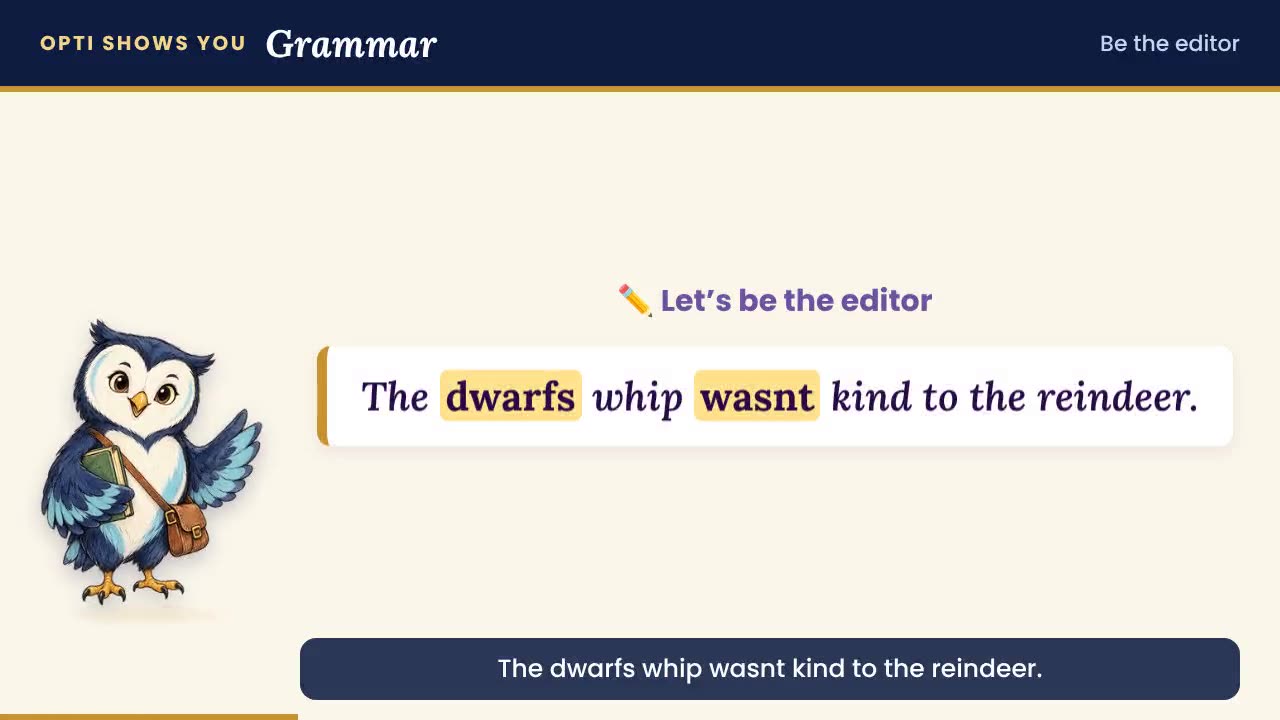 OPTI SHOWS YOU Grammar
Be the editor
✏️ Let’s be the editor
The dwarfs whip wasnt kind to the reindeer.
The dwarfs whip wasnt kind to the reindeer.